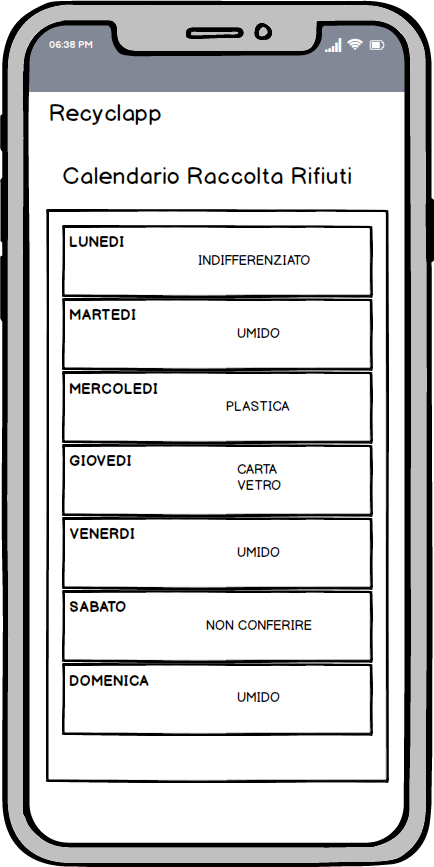 06:38 PM
Recyclapp
Calendario Raccolta Rifiuti
LUNEDI
INDIFFERENZIATO
MARTEDI
UMIDO
MERCOLEDI
PLASTICA
GIOVEDI
CARTA
VETRO
VENERDI
UMIDO
SABATO
NON CONFERIRE
DOMENICA
UMIDO